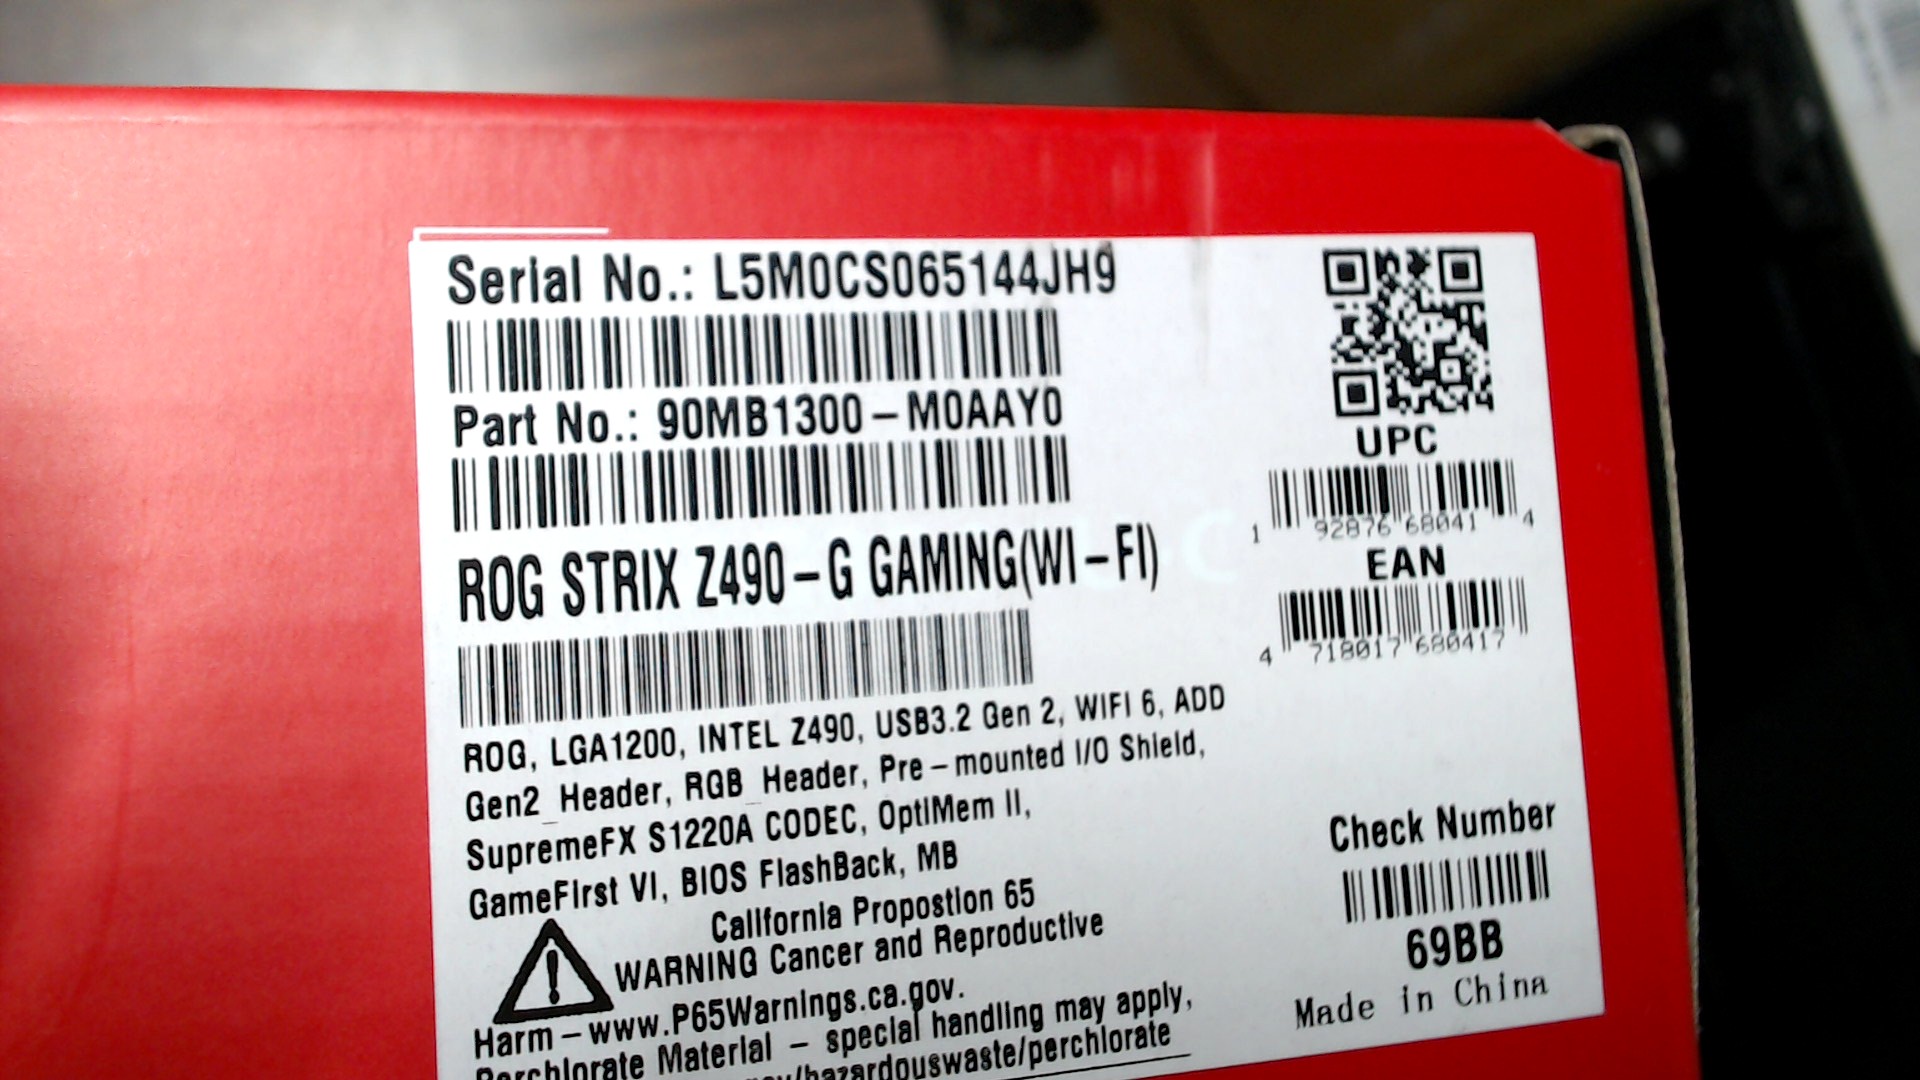 Serial No.: L5M0CS065144JH9
Part No.: 90MB1300-M0AAY0
ROG STRIX Z490-G GAMING(WI-FI)
ROG, LGA1200, INTEL Z490, USB3.2 Gen 2, WIFI 6, ADD
Gen2_Header, RGB_Header, Pre-mounted I/O Shield,
SupremeFX S1220A CODEC, OptiMem II,
GameFirst VI, BIOS FlashBack, MB
California Propostion 65
WARNING Cancer and Reproductive
Harm-www.P65Warnings.ca.gov.
Perchlorate Material - special handling may apply,
/hazardouswaste/perchlorate
UPC
1 92876 68041 4
EAN
4 718017 680417
Check Number
69BB
Made in China